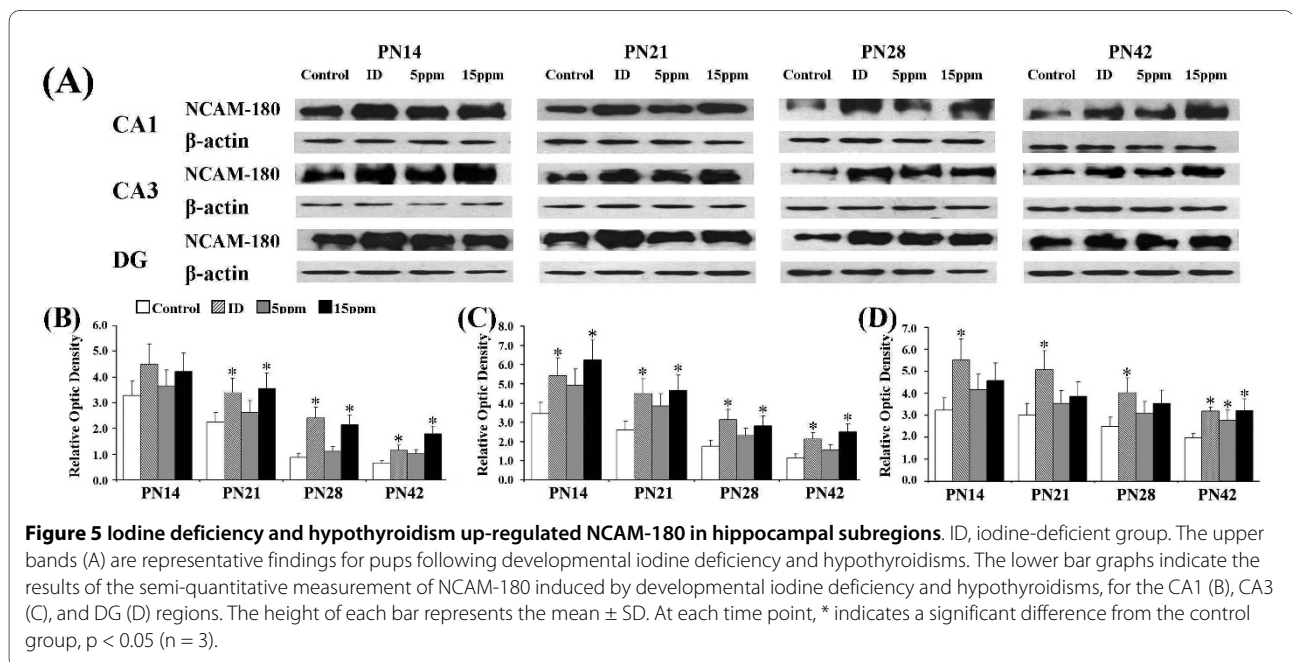 PN14 PN21 PN28 PN42
(A) Control ID 5ppm 15ppm Control ID 5ppm 15ppm Control ID 5ppm 15ppm Control ID 5ppm 15ppm
CA1 NCAM-180
β-actin
CA3 NCAM-180
β-actin
DG NCAM-180
β-actin
Control ID 5ppm 15ppm
(B)
Relative Optic Density
6.0
5.0
4.0
3.0
2.0
1.0
0.0
* * * * * *
PN14 PN21 PN28 PN42
(C)
Relative Optic Density
8.0
7.0
6.0
5.0
4.0
3.0
2.0
1.0
0.0
* * * * * * * *
PN14 PN21 PN28 PN42
(D)
Relative Optic Density
7.0
6.0
5.0
4.0
3.0
2.0
1.0
0.0
* * * * * *
PN14 PN21 PN28 PN42
Figure 5 Iodine deficiency and hypothyroidism up-regulated NCAM-180 in hippocampal subregions. ID, iodine-deficient group. The upper
bands (A) are representative findings for pups following developmental iodine deficiency and hypothyroidisms. The lower bar graphs indicate the
results of the semi-quantitative measurement of NCAM-180 induced by developmental iodine deficiency and hypothyroidisms, for the CA1 (B), CA3
(C), and DG (D) regions. The height of each bar represents the mean ± SD. At each time point, * indicates a significant difference from the control
group, p < 0.05 (n = 3).